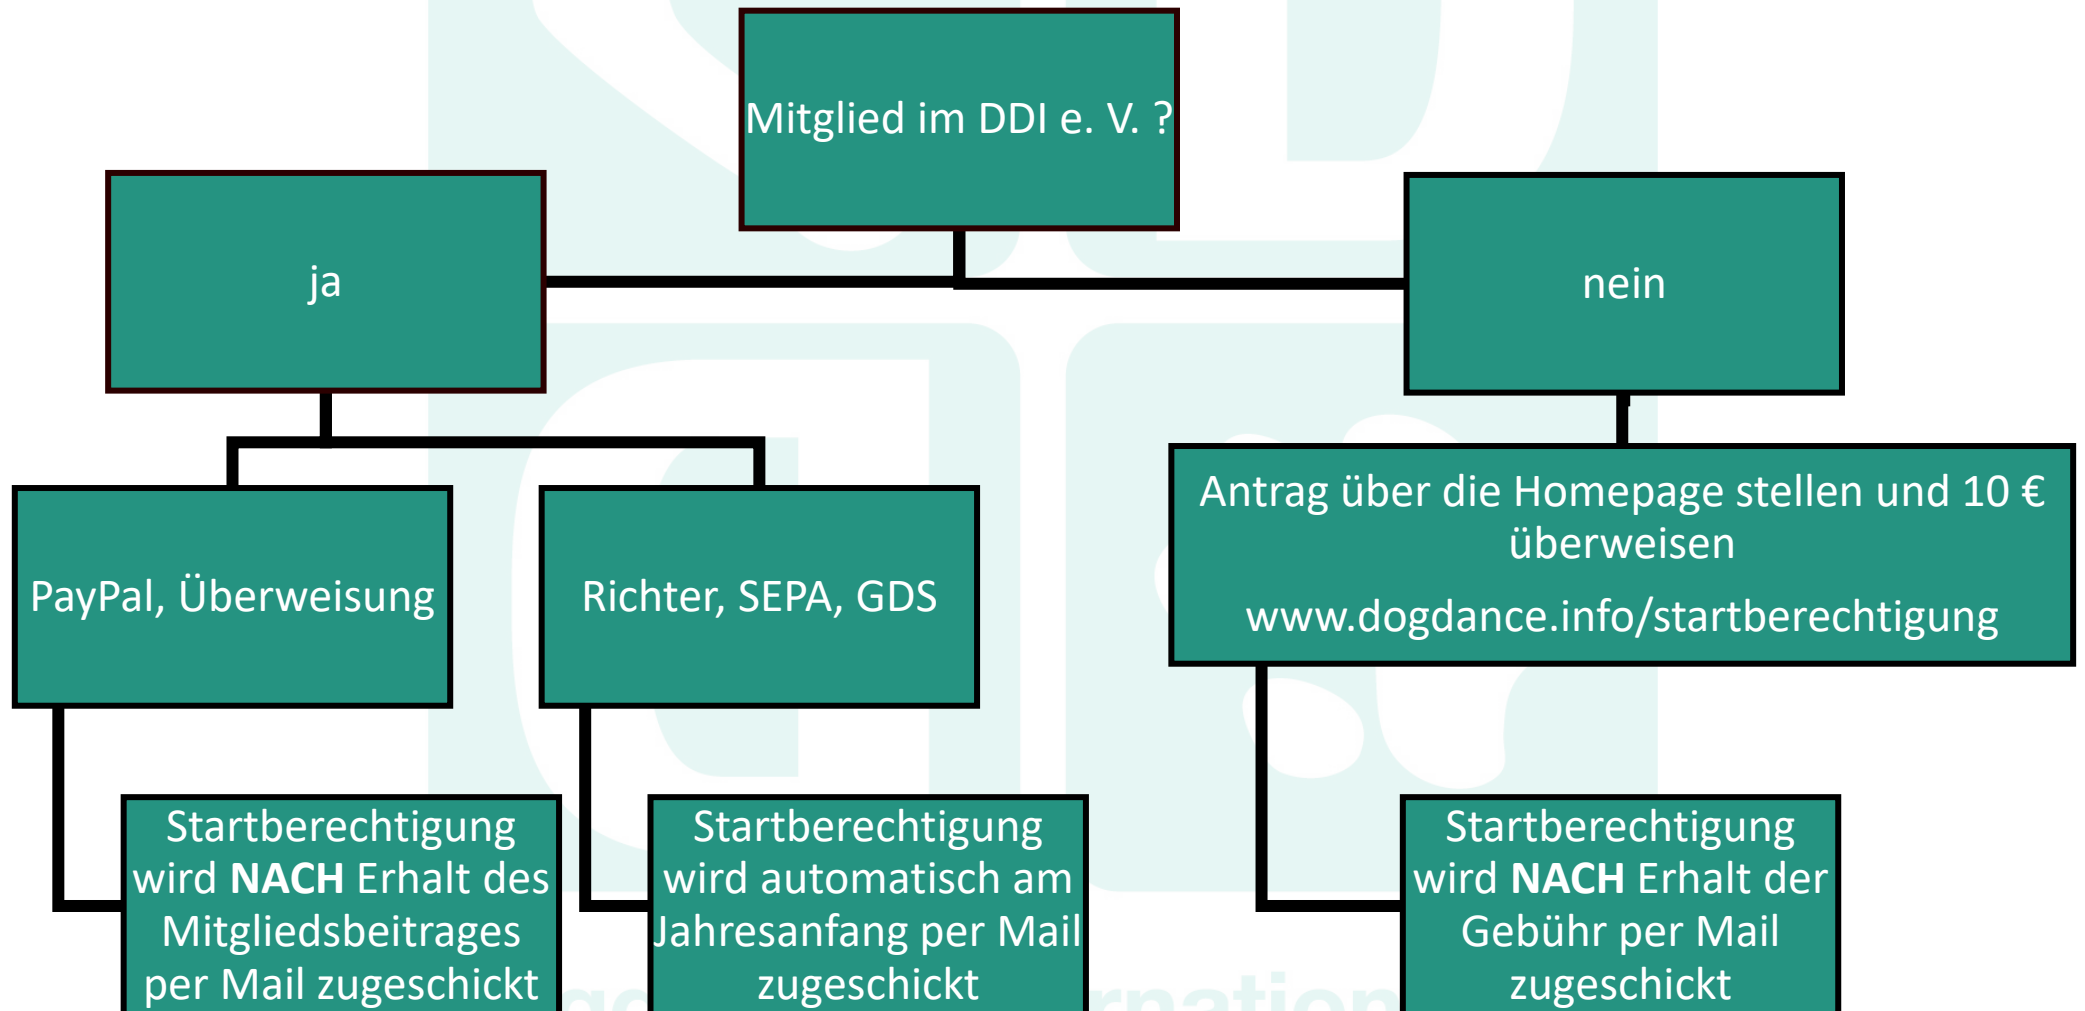 Mitglied im DDI e. V. ?
ja
nein
PayPal, Überweisung
Richter, SEPA, GDS
Antrag über die Homepage stellen und 10 €
überweisen
www.dogdance.info/startberechtigung
Startberechtigung
wird NACH Erhalt des
Mitgliedsbeitrages
per Mail zugeschickt
Startberechtigung
wird automatisch am
Jahresanfang per Mail
zugeschickt
Startberechtigung
wird NACH Erhalt der
Gebühr per Mail
zugeschickt